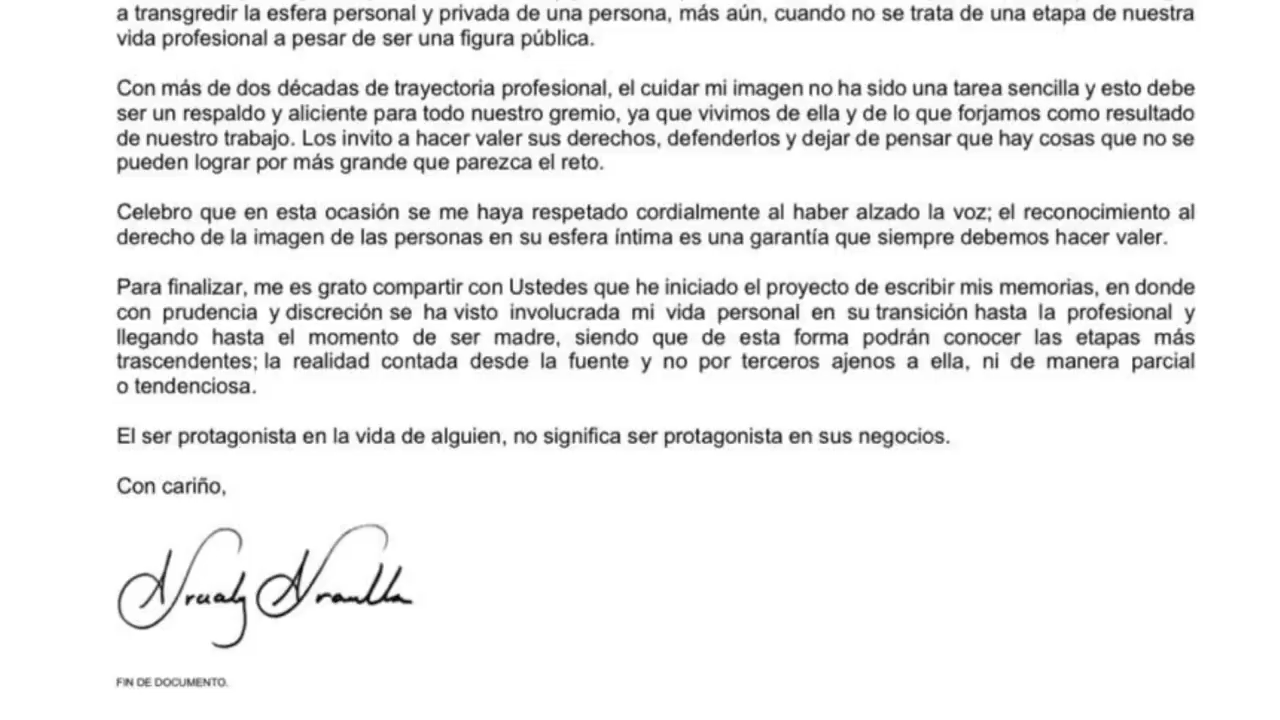 a transgredir la esfera personal y privada de una persona, más aún, cuando no se trata de una etapa de nuestra
vida profesional a pesar de ser una figura pública.
Con más de dos décadas de trayectoria profesional, el cuidar mi imagen no ha sido una tarea sencilla y esto debe
ser un respaldo y aliciente para todo nuestro gremio, ya que vivimos de ella y de lo que forjamos como resultado
de nuestro trabajo. Los invito a hacer valer sus derechos, defenderlos y dejar de pensar que hay cosas que no se
pueden lograr por más grande que parezca el reto.
Celebro que en esta ocasión se me haya respetado cordialmente al haber alzado la voz; el reconocimiento al
derecho de la imagen de las personas en su esfera íntima es una garantía que siempre debemos hacer valer.
Para finalizar, me es grato compartir con Ustedes que he iniciado el proyecto de escribir mis memorias, en donde
con prudencia y discreción se ha visto involucrada mi vida personal en su transición hasta la profesional y
llegando hasta el momento de ser madre, siendo que de esta forma podrán conocer las etapas más
trascendentes; la realidad contada desde la fuente y no por terceros ajenos a ella, ni de manera parcial
o tendenciosa.
El ser protagonista en la vida de alguien, no significa ser protagonista en sus negocios.
Con cariño,
FIN DE DOCUMENTO.